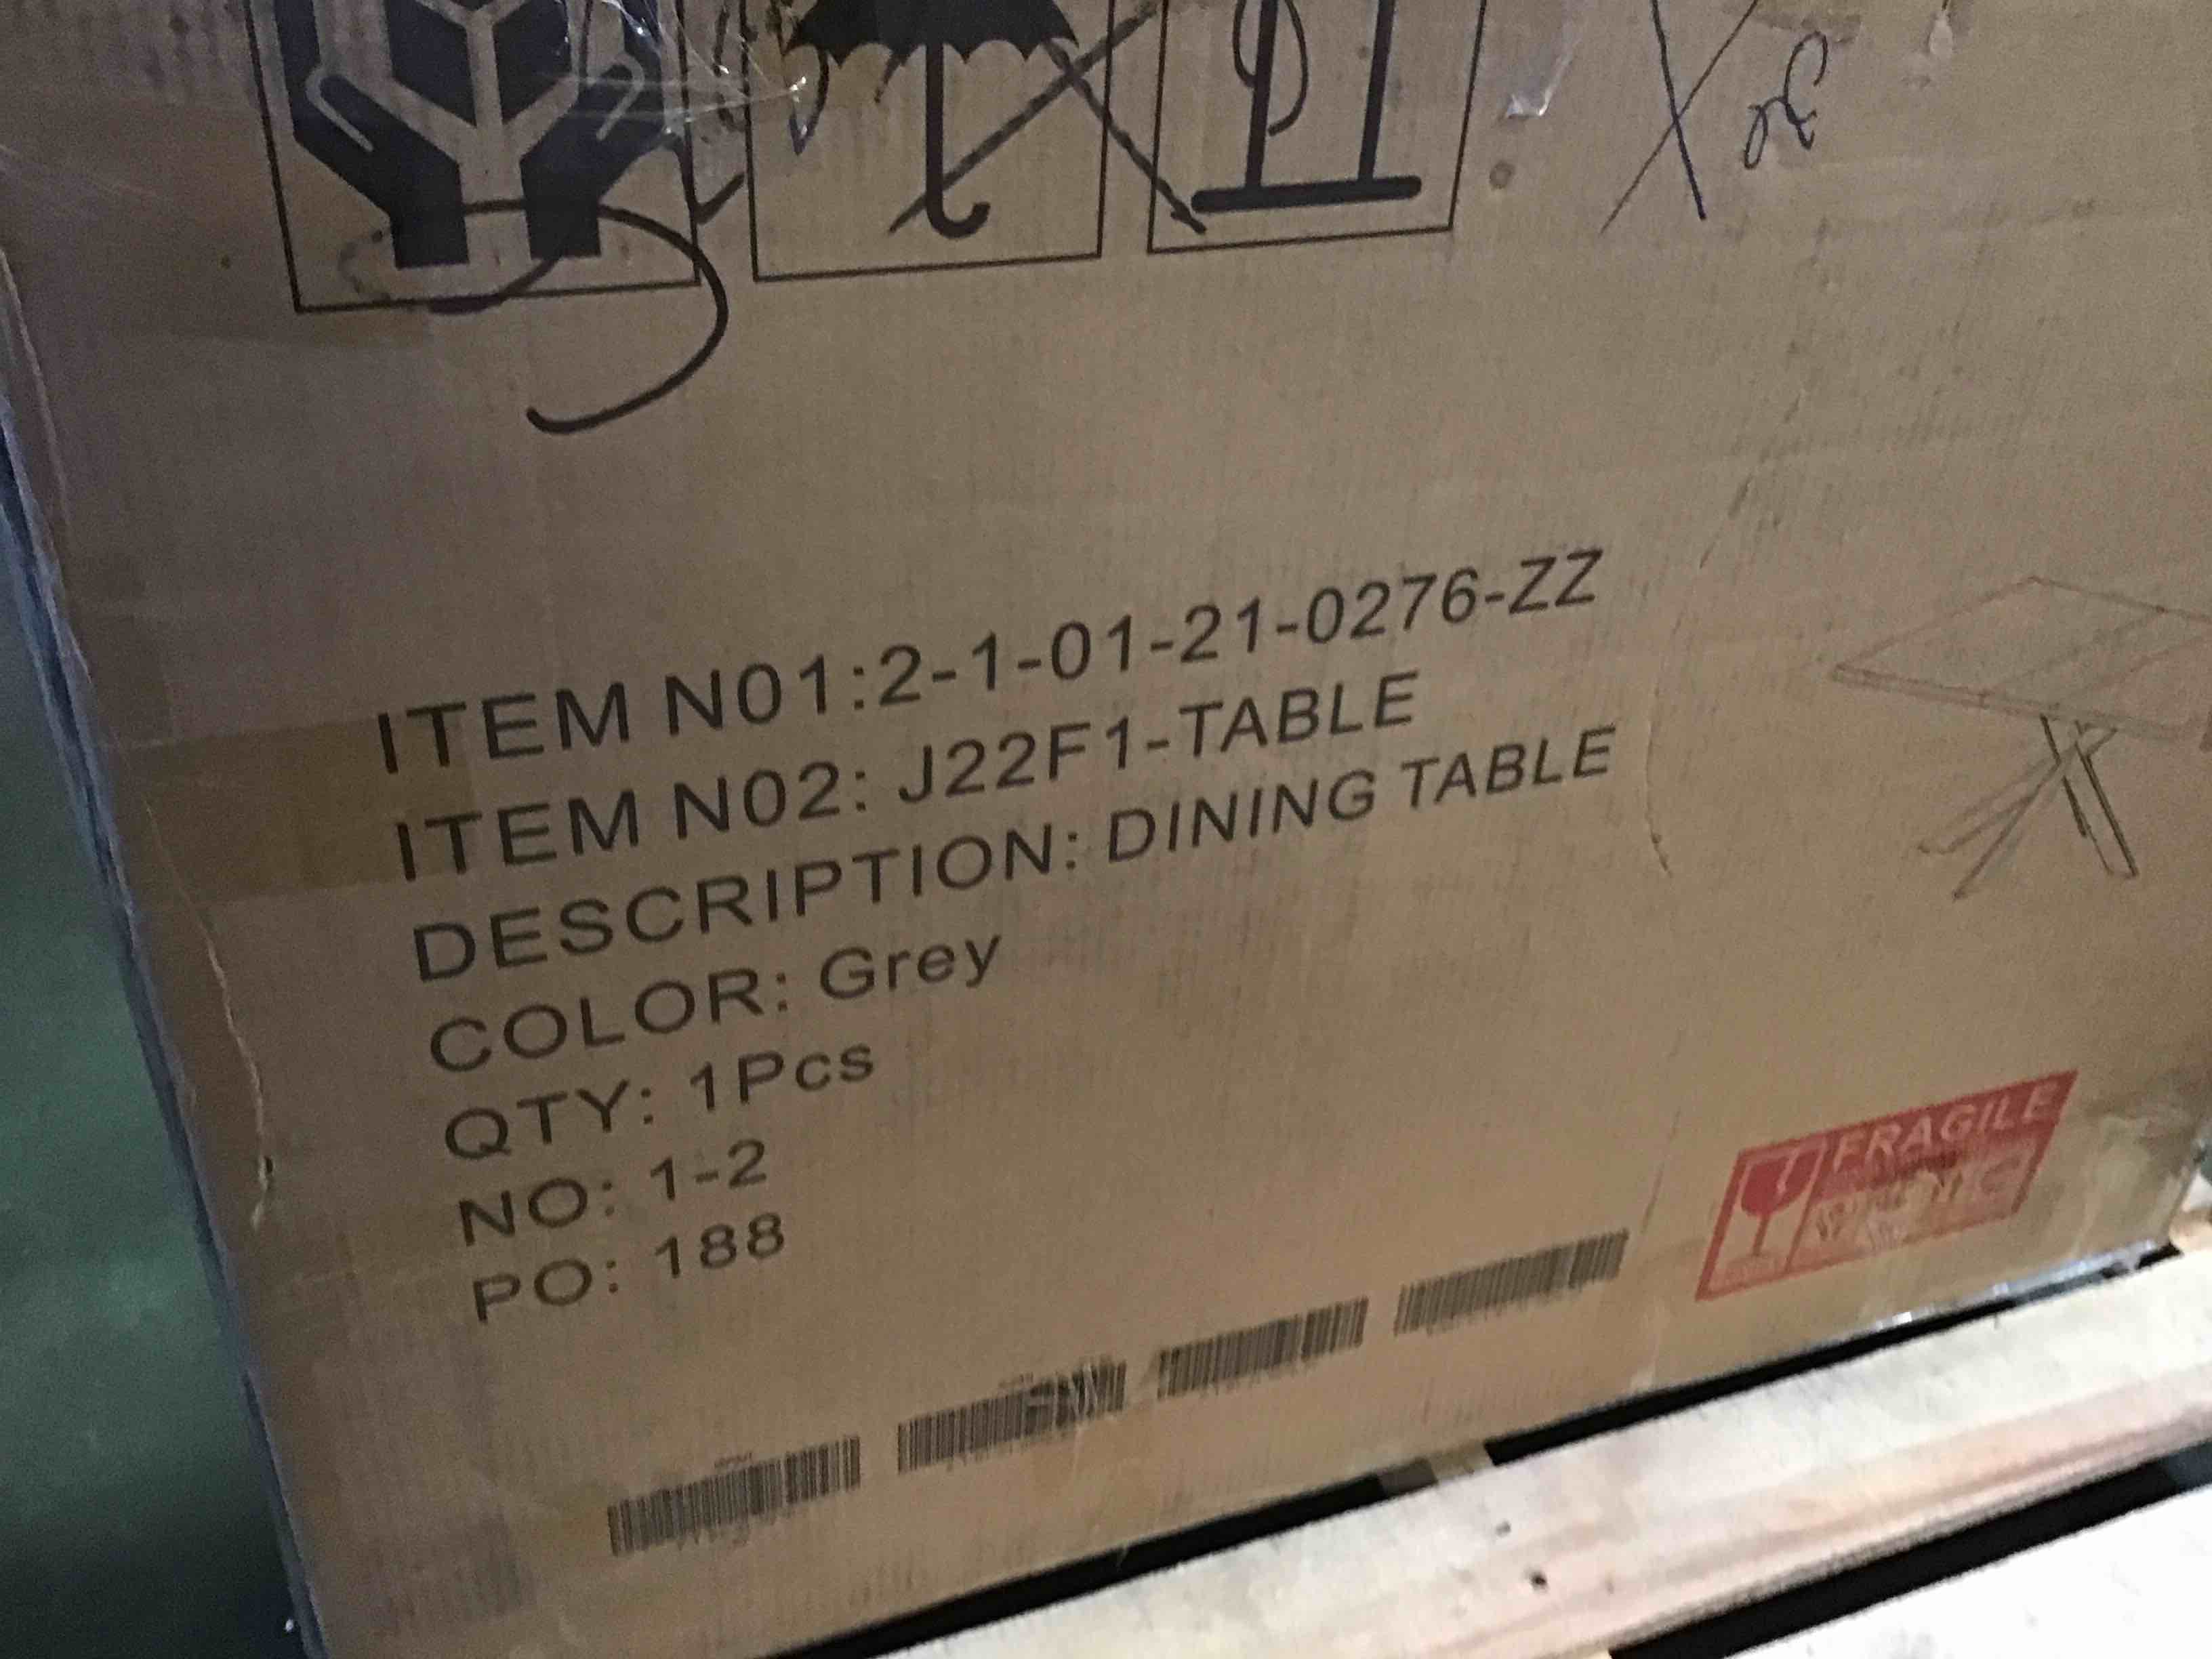 ITEM N01:2-1-01-21-0276-ZZ
ITEM N02: J22F1-TABLE
DESCRIPTION: DINING TABLE
COLOR: Grey
QTY: 1Pcs
NO: 1-2
PO: 188
FRAGILE